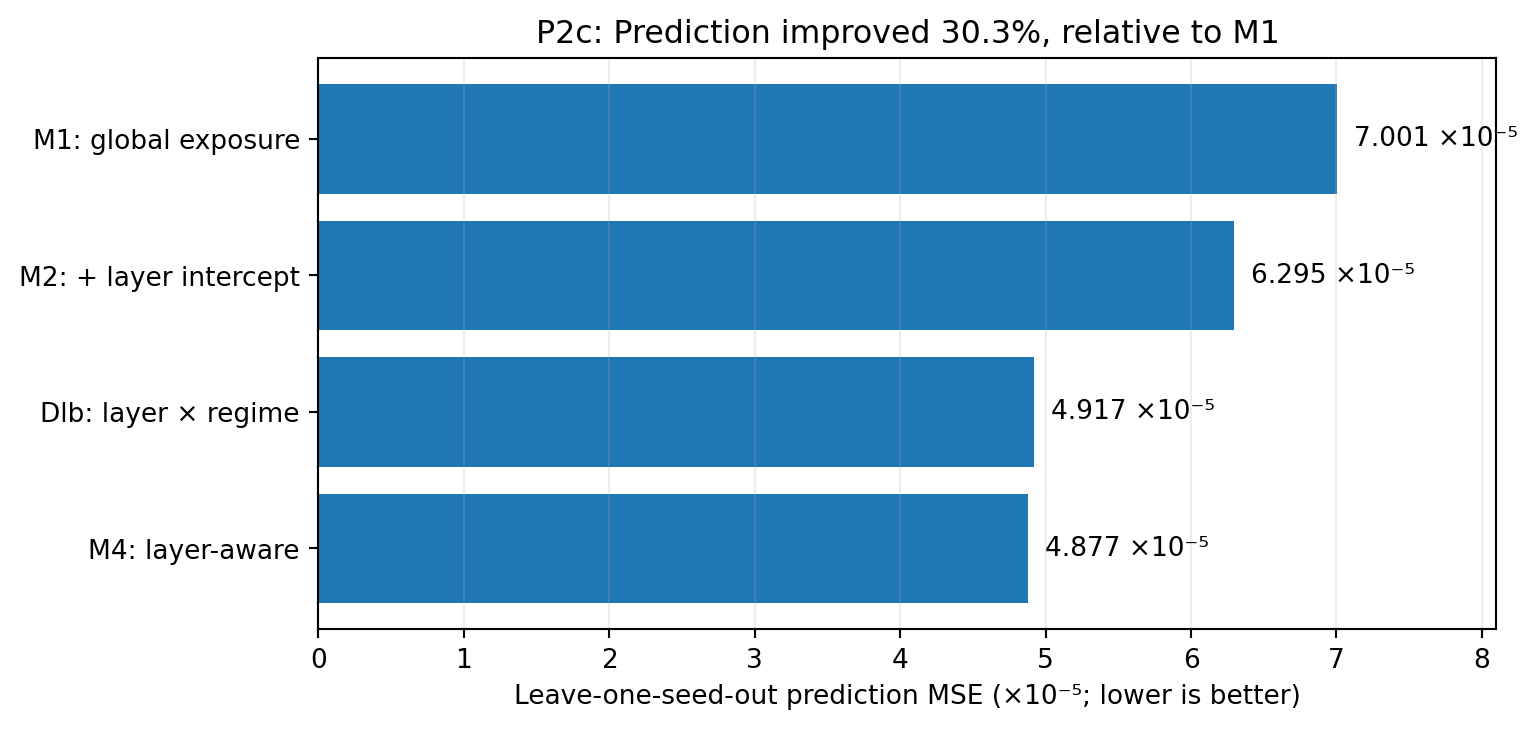 P2c: Prediction improved 30.3%, relative to M1
M1: global exposure
7.001 ×10⁻⁵
M2: + layer intercept
6.295 ×10⁻⁵
Dlb: layer × regime
4.917 ×10⁻⁵
M4: layer-aware
4.877 ×10⁻⁵
0 1 2 3 4 5 6 7 8
Leave-one-seed-out prediction MSE (×10⁻⁵; lower is better)